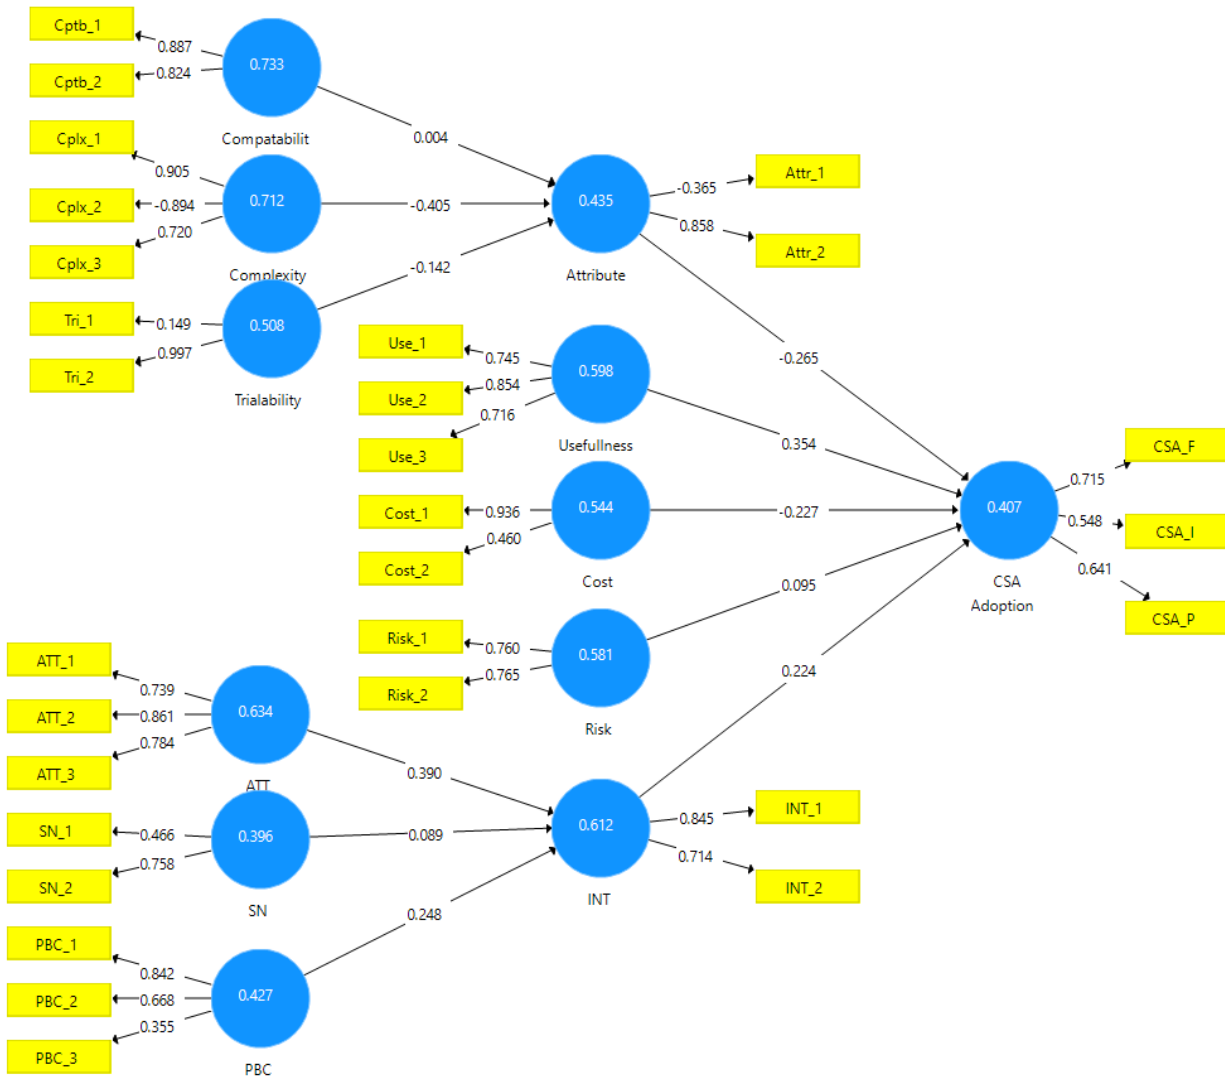 Cptb_1
0.887
0.733
Cptb_2
0.824
Compatabilit
0.004
Cplx_1
0.905
Cplx_2
-0.894
0.712
-0.405
Cplx_3
0.720
Complexity
-0.142
Tri_1
0.149
0.508
Tri_2
0.997
Trialability
0.435
Attribute
-0.365
Attr_1
0.858
Attr_2
-0.265
Use_1
0.745
0.598
Use_2
0.854
Use_3
0.716
Usefullness
0.354
Cost_1
0.936
0.544
-0.227
Cost_2
0.460
Cost
0.095
Risk_1
0.760
0.581
Risk_2
0.765
Risk
0.224
0.407
CSA
Adoption
0.715
CSA_F
0.548
CSA_I
0.641
CSA_P
ATT_1
0.739
0.634
ATT_2
0.861
ATT_3
0.784
ATT
0.390
SN_1
0.466
0.396
0.089
SN_2
0.758
SN
0.248
0.612
INT
0.845
INT_1
0.714
INT_2
PBC_1
0.842
0.427
PBC_2
0.668
PBC_3
0.355
PBC